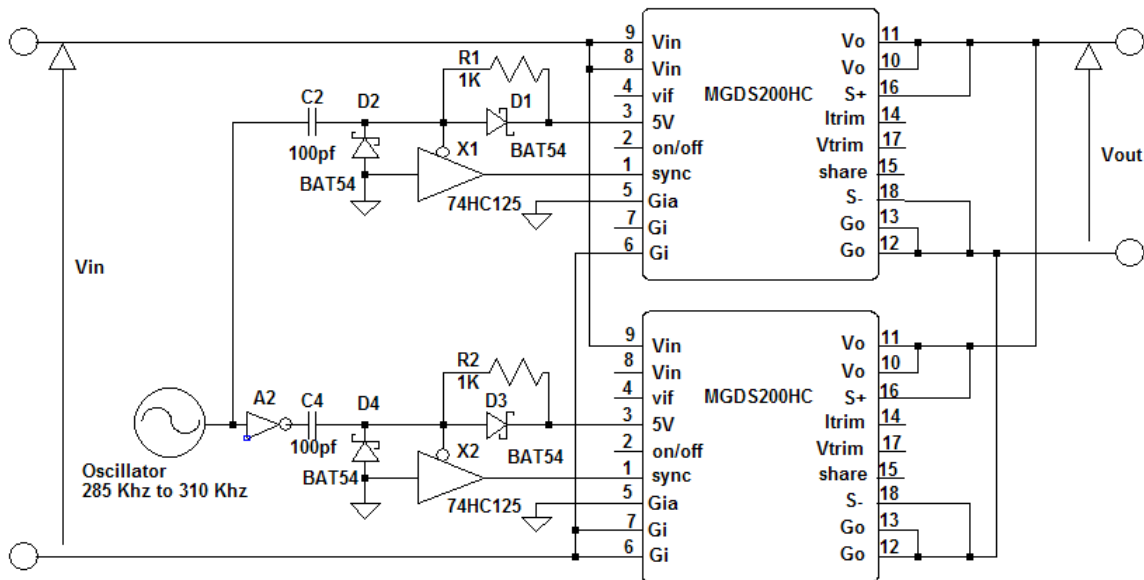 9 Vin
8 Vin
4 vif
3 5V
2 on/off
1 sync
5 Gia
7 Gi
6 Gi
MGDS200HC
Vo 11
Vo 10
S+ 16
Itrim 14
Vtrim 17
share 15
S- 18
Go 13
Go 12
R1
1K
D1
BAT54
C2
100pf
D2
BAT54
X1
74HC125
Vin
Vout
9 Vin
8 Vin
4 vif
3 5V
2 on/off
1 sync
5 Gia
7 Gi
6 Gi
MGDS200HC
Vo 11
Vo 10
S+ 16
Itrim 14
Vtrim 17
share 15
S- 18
Go 13
Go 12
R2
1K
D3
BAT54
A2
C4
100pf
D4
BAT54
X2
74HC125
Oscillator
285 Khz to 310 Khz